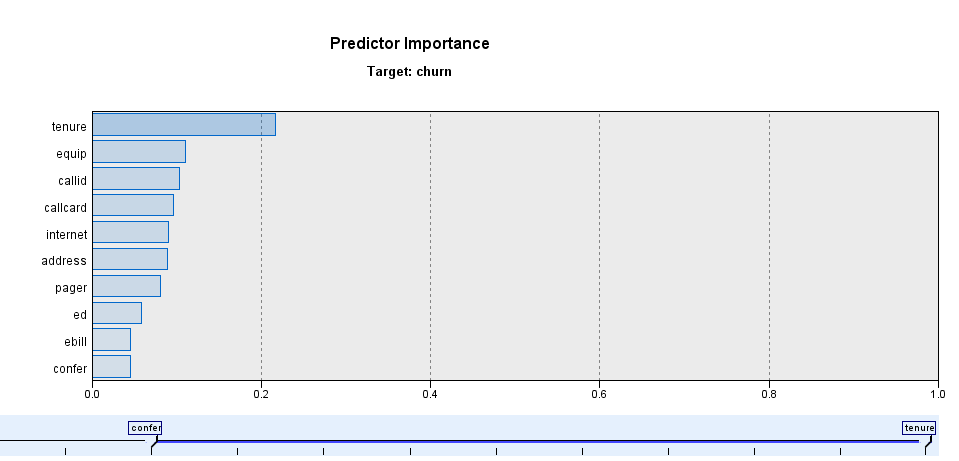 Predictor Importance
Target: churn
tenure
equip
callid
callcard
internet
address
pager
ed
ebill
confer
0.0 0.2 0.4 0.6 0.8 1.0
confer tenure